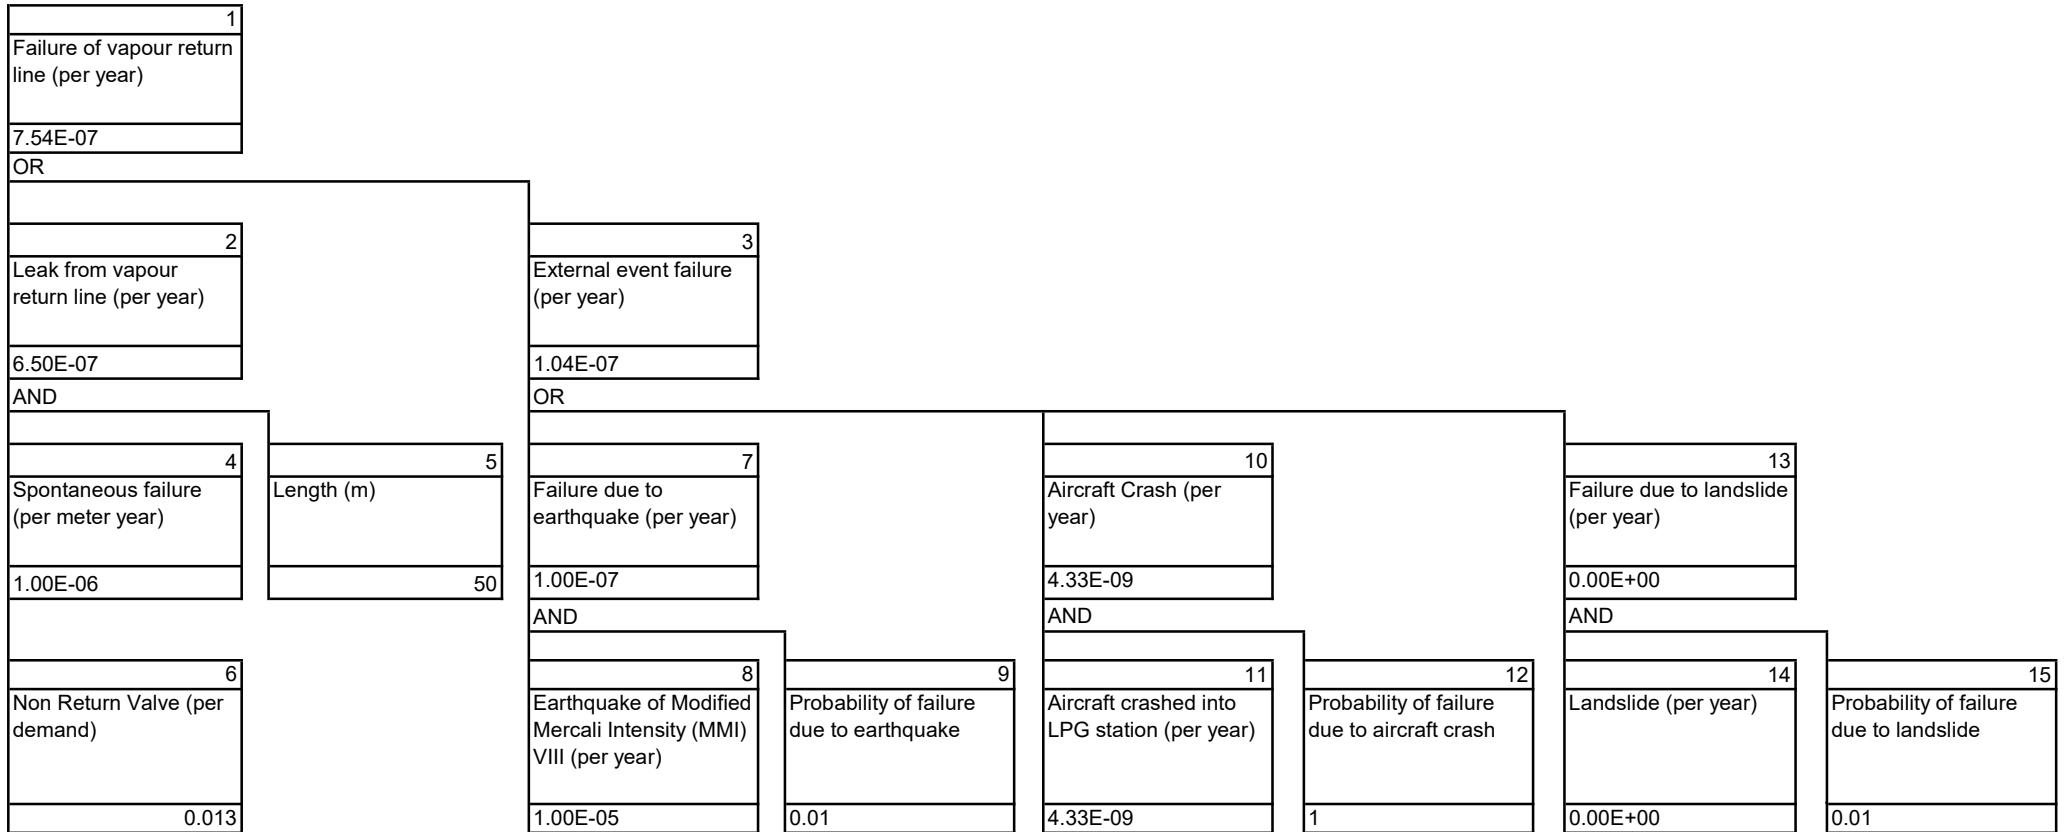 1
Failure of vapour return
line (per year)
7.54E-07
OR
2
Leak from vapour
return line (per year)
6.50E-07
3
External event failure
(per year)
1.04E-07
AND
OR
4
Spontaneous failure
(per meter year)
1.00E-06
5
Length (m)
50
7
Failure due to
earthquake (per year)
1.00E-07
10
Aircraft Crash (per
year)
4.33E-09
13
Failure due to landslide
(per year)
0.00E+00
AND
AND
AND
6
Non Return Valve (per
demand)
0.013
8
Earthquake of Modified
Mercali Intensity (MMI)
VIII (per year)
1.00E-05
9
Probability of failure
due to earthquake
0.01
11
Aircraft crashed into
LPG station (per year)
4.33E-09
12
Probability of failure
due to aircraft crash
1
14
Landslide (per year)
0.00E+00
15
Probability of failure
due to landslide
0.01